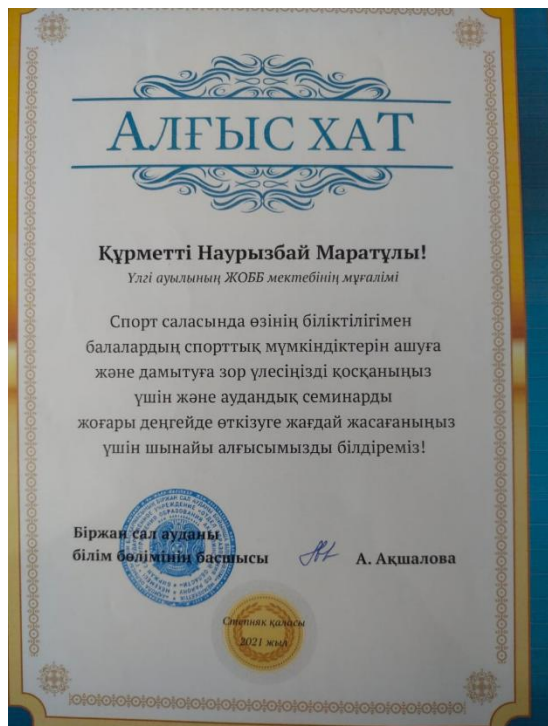 АЛҒЫС ХАТ
Құрметті Наурызбай Маратұлы!
Үлгі ауылының ЖОББ мектебінің мұғалімі
Спорт саласында өзінің біліктілігімен
балалардың спорттық мүмкіндіктерін ашуға
және дамытуға зор үлесіңізді қосқаныңыз
үшін және аудандық семинарды
жоғары деңгейде өткізуге жағдай жасағаныңыз
үшін шынайы алғысымызды білдіреміз!
Біржан сал ауданы
білім бөлімінің басшысы А. Ақшалова
Степняк қаласы
2021 жыл